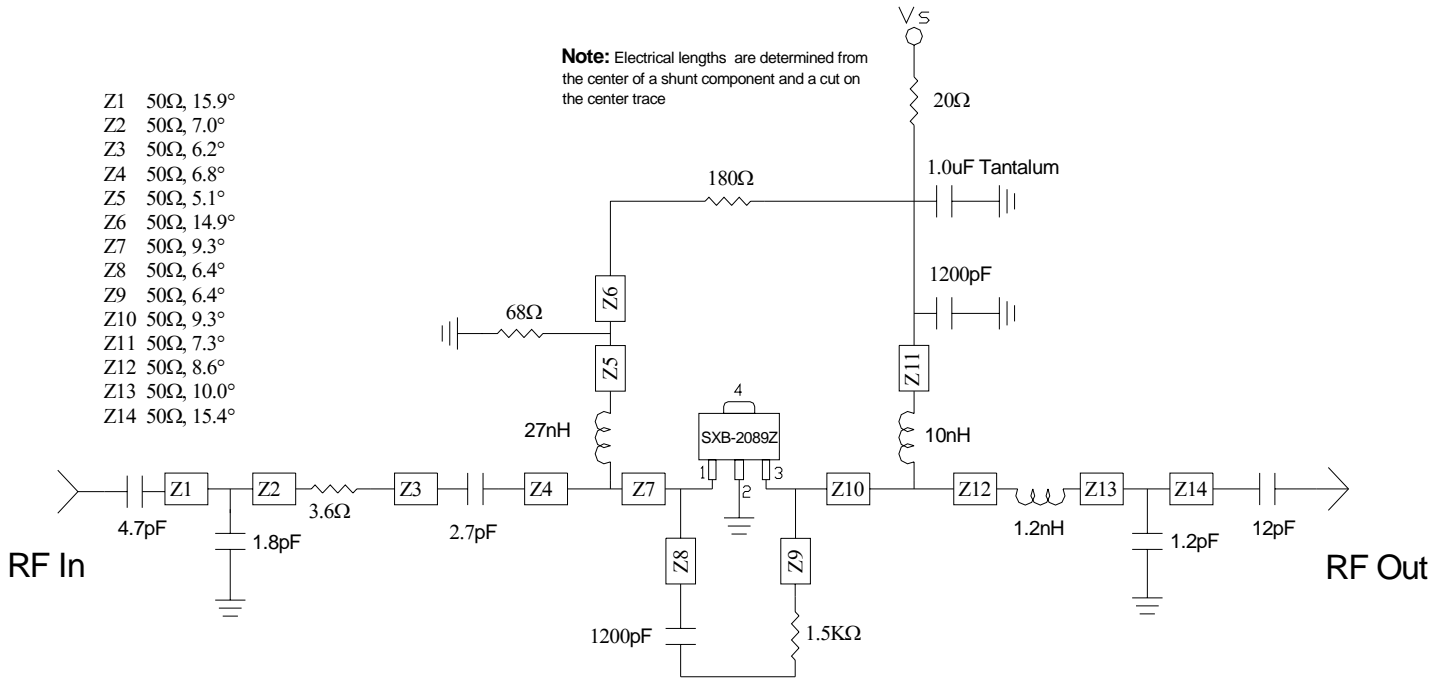 Vs
Note: Electrical lengths are determined from
the center of a shunt component and a cut on
the center trace
20Ω
Z1 50Ω, 15.9°
Z2 50Ω, 7.0°
Z3 50Ω, 6.2°
Z4 50Ω, 6.8°
Z5 50Ω, 5.1°
Z6 50Ω, 14.9°
Z7 50Ω, 9.3°
Z8 50Ω, 6.4°
Z9 50Ω, 6.4°
Z10 50Ω, 9.3°
Z11 50Ω, 7.3°
Z12 50Ω, 8.6°
Z13 50Ω, 10.0°
Z14 50Ω, 15.4°
180Ω
1.0uF Tantalum
1200pF
Z6
68Ω
Z5
Z11
4
27nH
SXB-2089Z
10nH
1
2
3
Z1
Z2
Z3
Z4
Z7
Z10
Z12
Z13
Z14
4.7pF
3.6Ω
2.7pF
1.2nH
12pF
1.8pF
1.2pF
RF In
RF Out
Z8
Z9
1200pF
1.5KΩ